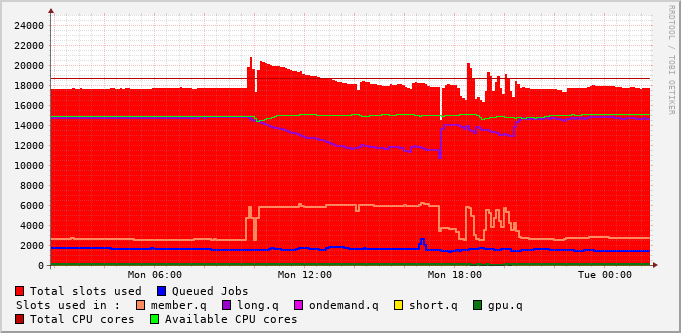 24000
22000
20000
18000
16000
14000
12000
10000
8000
6000
4000
2000
0
Mon 06:00 Mon 12:00 Mon 18:00 Tue 00:00
Total slots used Queued Jobs
Slots used in : member.q long.q ondemand.q short.q gpu.q
Total CPU cores Available CPU cores
RRDTOOL / TOBI OETIKER